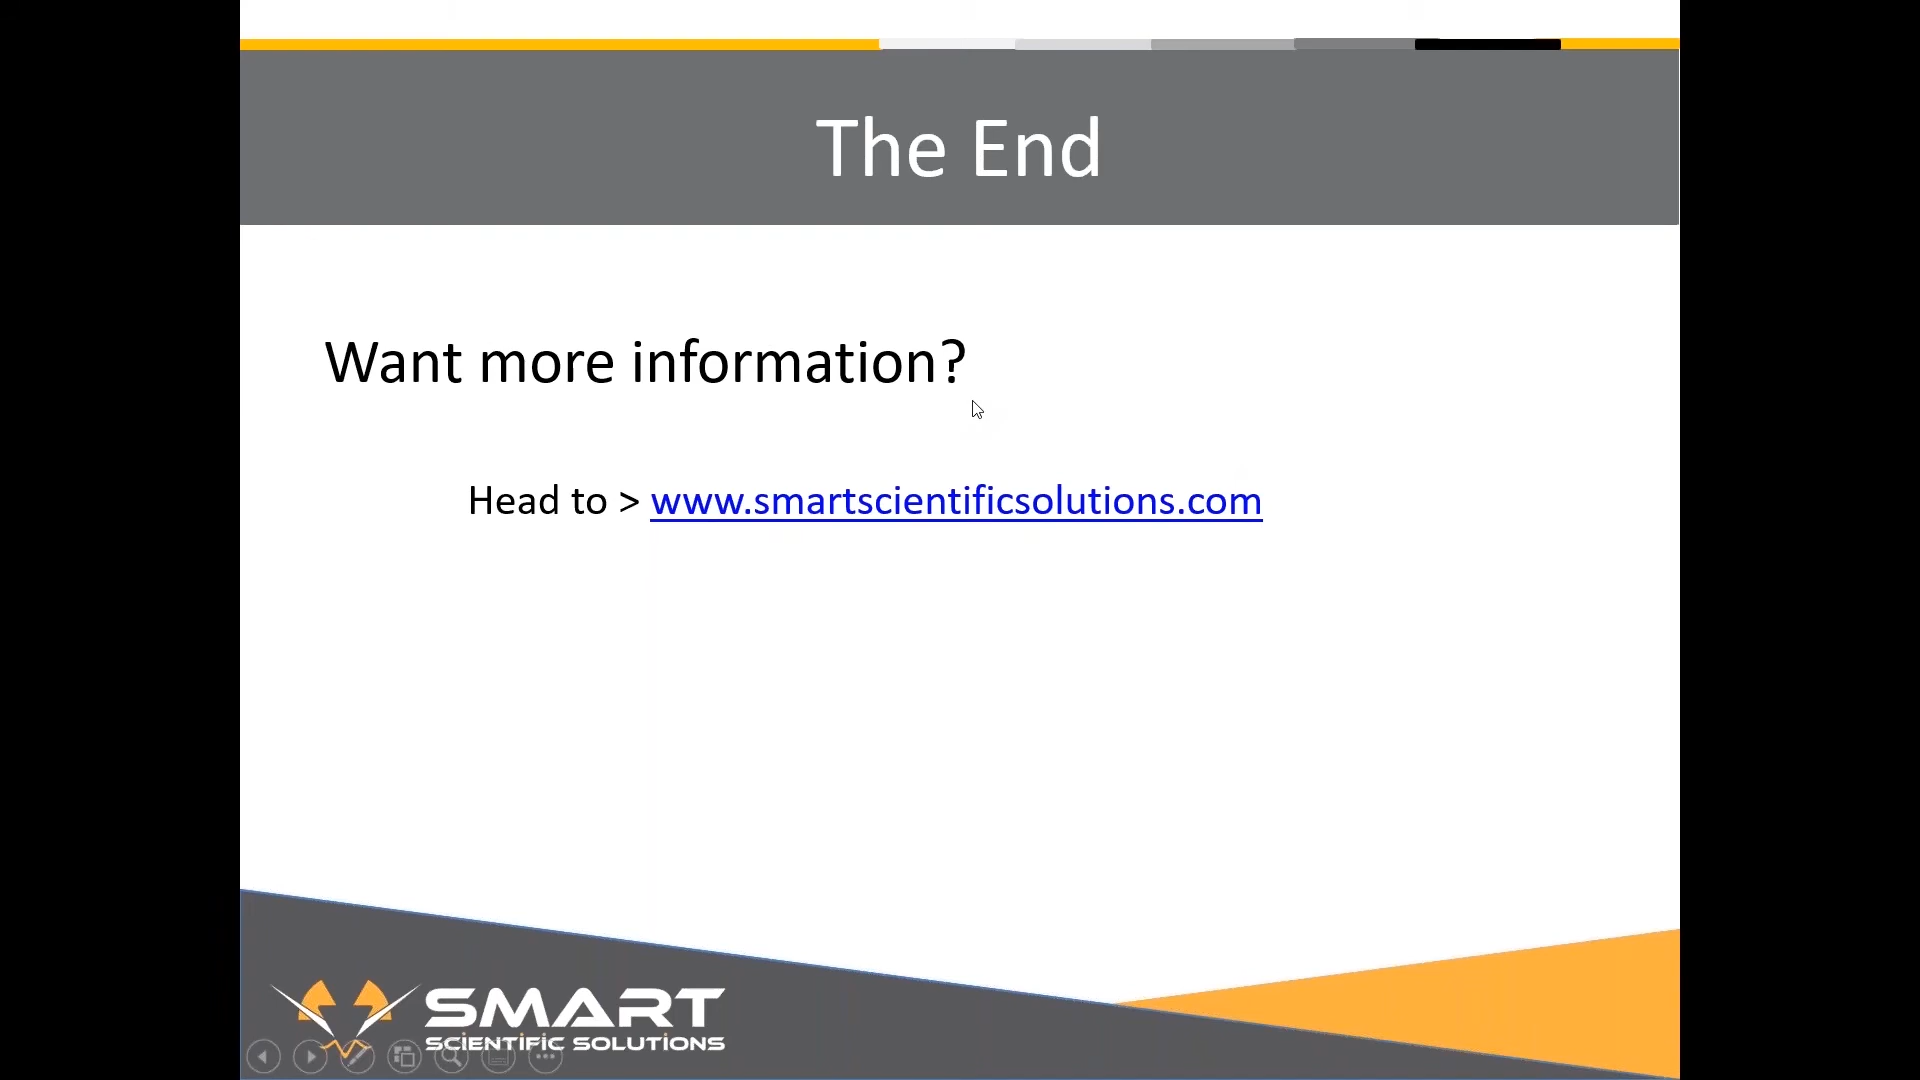 The End
Want more information?
Head to > www.smartscientificsolutions.com
SMART
SCIENTIFIC SOLUTIONS